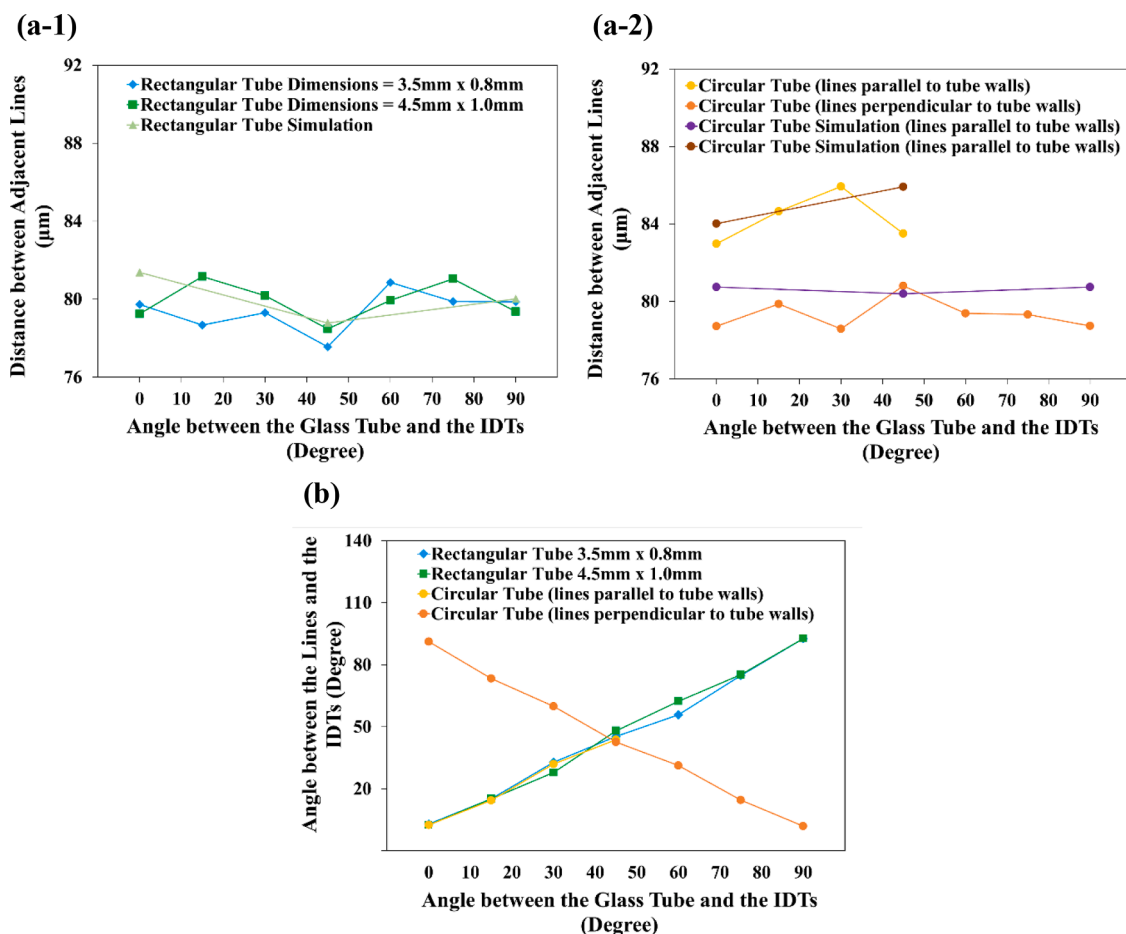 (a-1)
92
88
84
80
76
Distance between Adjacent Lines
(μm)
Rectangular Tube Dimensions = 3.5mm x 0.8mm
Rectangular Tube Dimensions = 4.5mm x 1.0mm
Rectangular Tube Simulation
0 10 20 30 40 50 60 70 80 90
Angle between the Glass Tube and the IDTs
(Degree)
(a-2)
92
88
84
80
76
Distance between Adjacent Lines
(μm)
Circular Tube (lines parallel to tube walls)
Circular Tube (lines perpendicular to tube walls)
Circular Tube Simulation (lines parallel to tube walls)
Circular Tube Simulation (lines parallel to tube walls)
0 10 20 30 40 50 60 70 80 90
Angle between the Glass Tube and the IDTs
(Degree)
(b)
140
110
80
50
20
Angle between the Lines and the
IDTs (Degree)
Rectangular Tube 3.5mm x 0.8mm
Rectangular Tube 4.5mm x 1.0mm
Circular Tube (lines parallel to tube walls)
Circular Tube (lines perpendicular to tube walls)
0 10 20 30 40 50 60 70 80 90
Angle between the Glass Tube and the IDTs
(Degree)